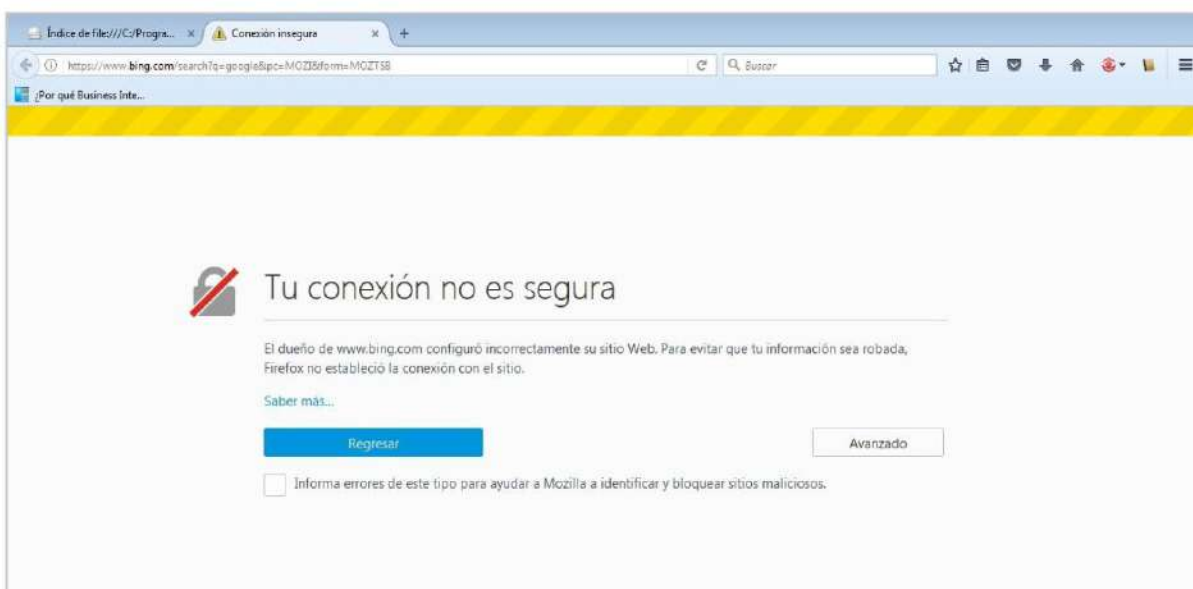 Índice de file:///C:/Progra...
Conexión insegura
https://www.bing.com/search?q=google&pc=MOZI&form=MOZTSB
Buscar
¿Por qué Business Inte...
Tu conexión no es segura
El dueño de www.bing.com configuró incorrectamente su sitio Web. Para evitar que tu información sea robada,
Firefox no estableció la conexión con el sitio.
Saber más...
Regresar
Avanzado
Informa errores de este tipo para ayudar a Mozilla a identificar y bloquear sitios maliciosos.